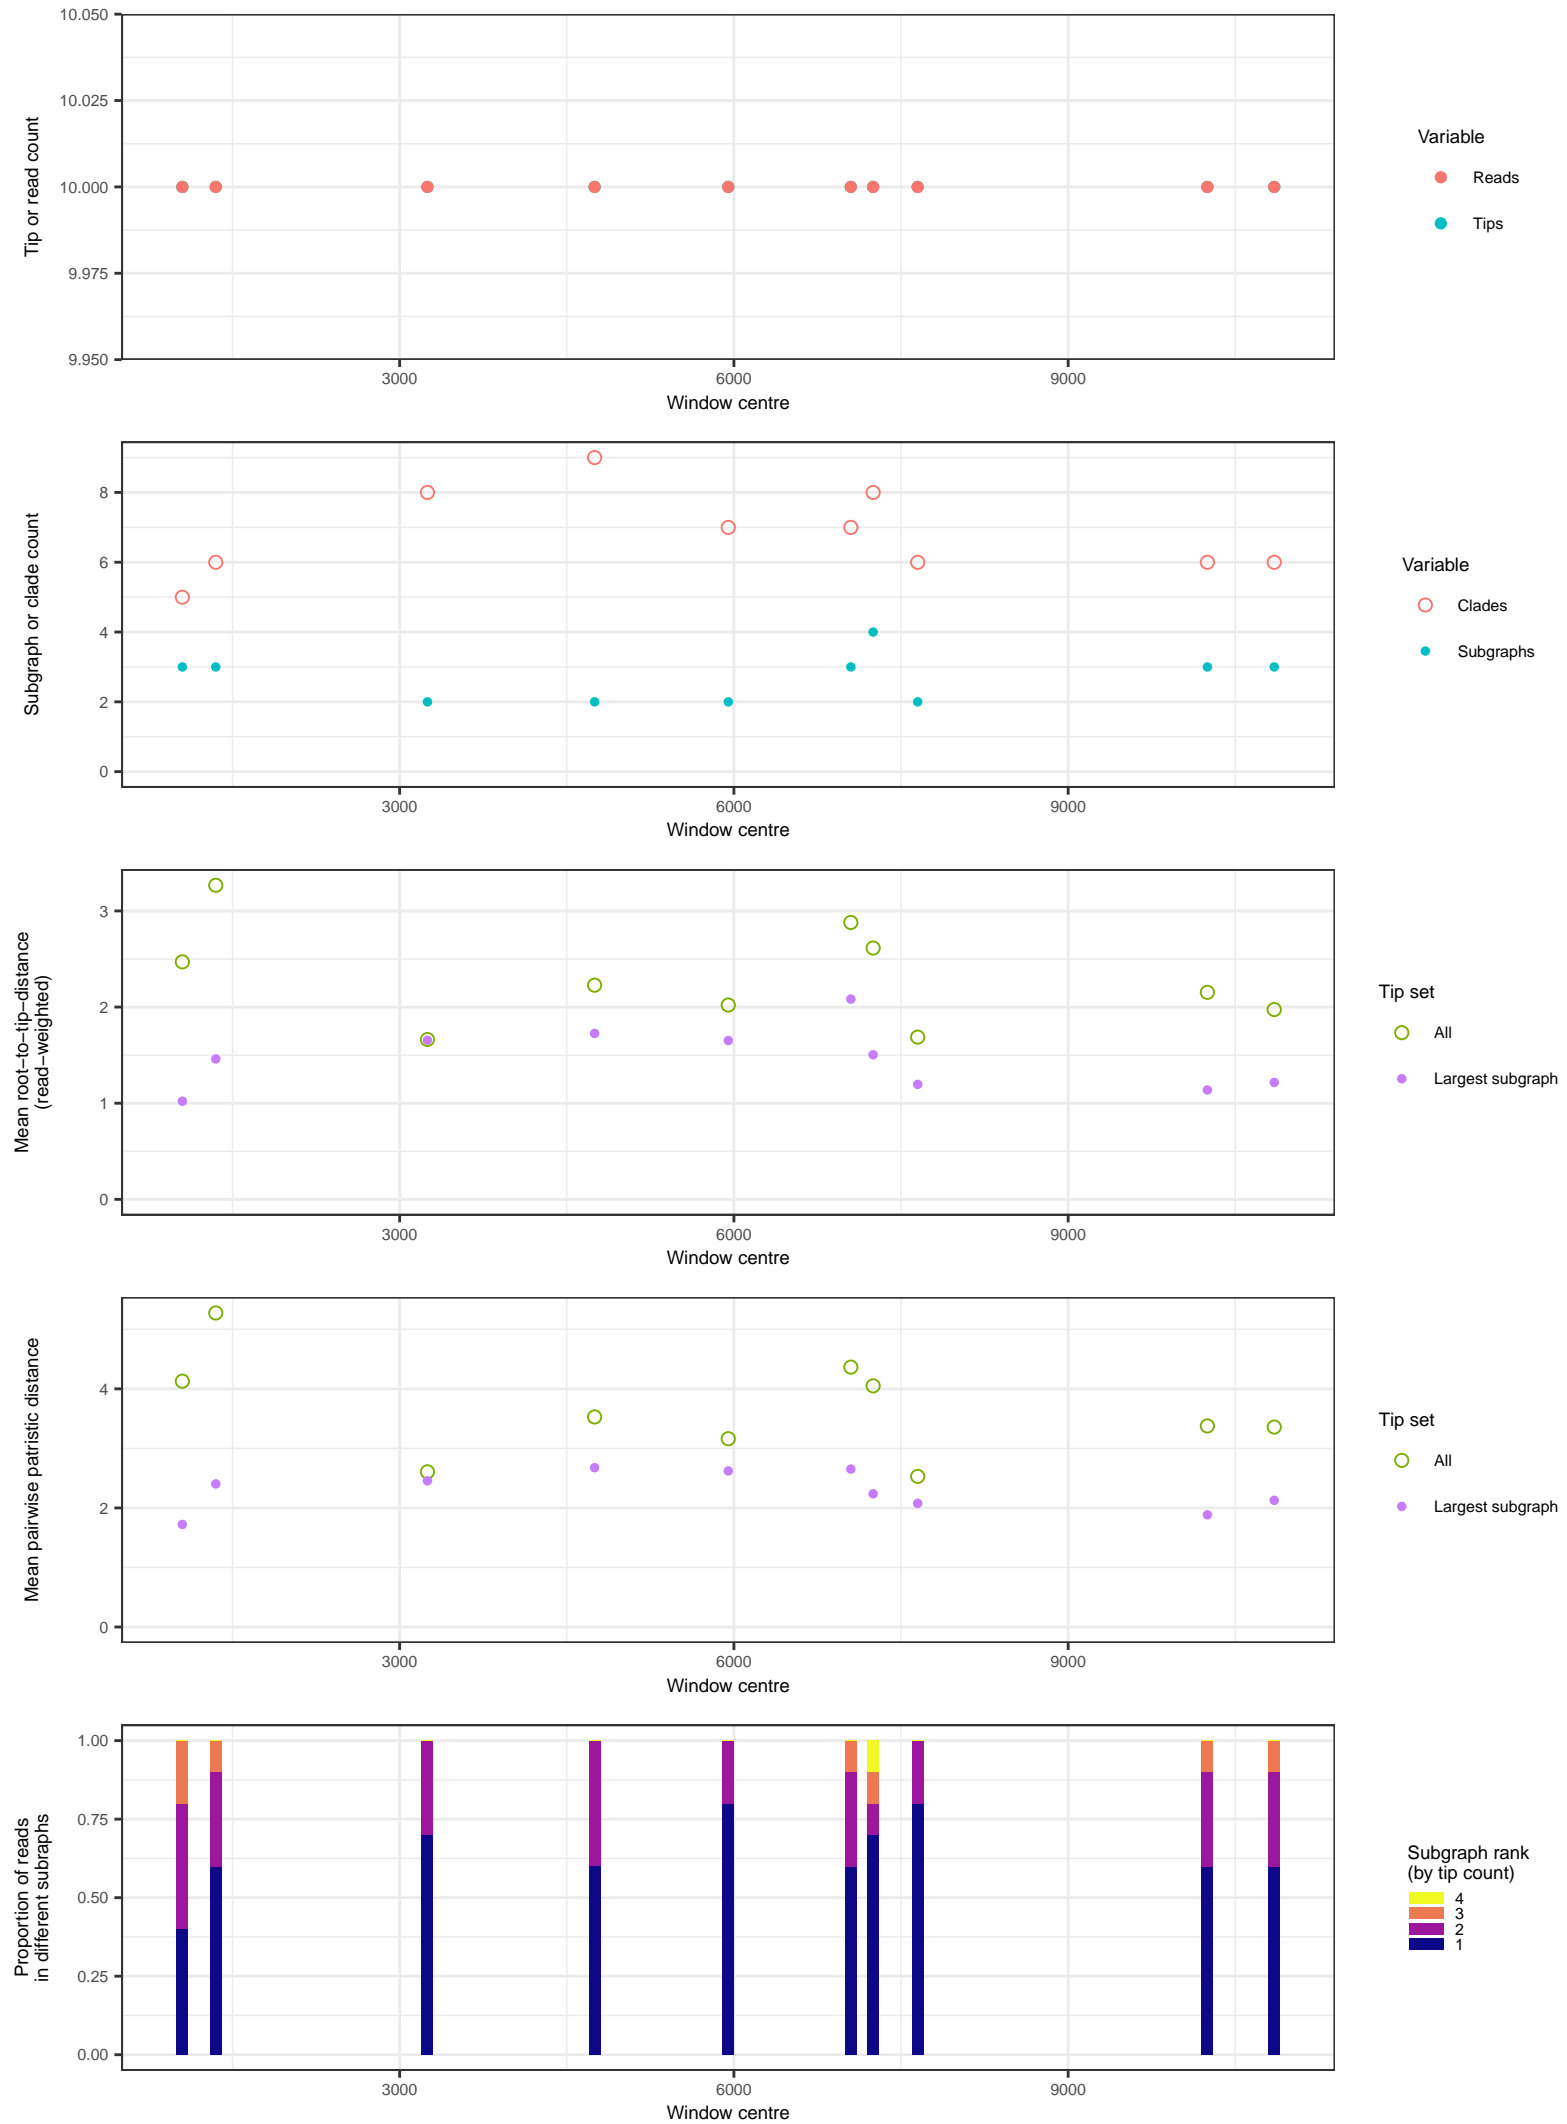 10.050
10.025
10.000
9.975
9.950
Tip or read count
3000
6000
9000
Window centre
Variable
Reads
Tips
8
6
4
2
0
Subgraph or clade count
3000
6000
9000
Window centre
Variable
Clades
Subgraphs
3
2
1
0
Mean root−to−tip−distance
(read−weighted)
3000
6000
9000
Window centre
Tip set
All
Largest subgraph
4
2
0
Mean pairwise patristic distance
3000
6000
9000
Window centre
Tip set
All
Largest subgraph
1.00
0.75
0.50
0.25
0.00
Proportion of reads
in different subraphs
3000
6000
9000
Window centre
Subgraph rank
(by tip count)
4
3
2
1